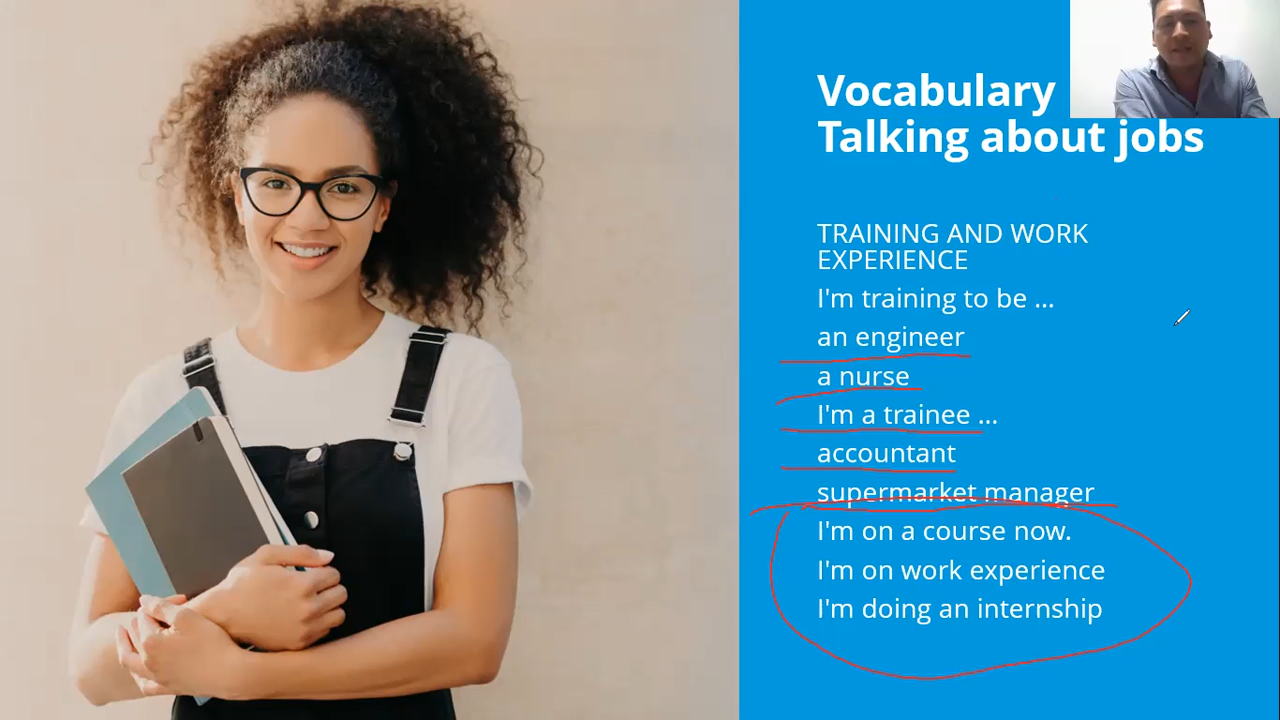 Vocabulary
Talking about jobs
TRAINING AND WORK
EXPERIENCE
I'm training to be ...
an engineer
a nurse
I'm a trainee ...
accountant
supermarket manager
I'm on a course now.
I'm on work experience
I'm doing an internship